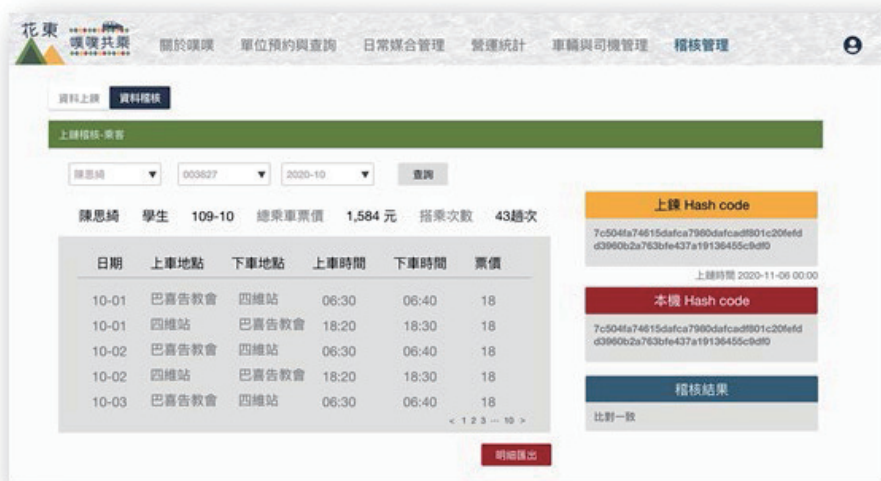 花東 噗噗共乘
關於噗噗 單位預約與查詢 日常媒合管理 營運統計 車輛與司機管理 稽核管理
資料上鍊 資料稽核
上鏈稽核-乘客
陳思綺 003827 2020-10 查詢
陳思綺 學生 109-10 總乘車票價 1,584 元 搭乘次數 43趟次
日期 上車地點 下車地點 上車時間 下車時間 票價
10-01 巴喜告教會 四維站 06:30 06:40 18
10-01 四維站 巴喜告教會 18:20 18:30 18
10-02 巴喜告教會 四維站 06:30 06:40 18
10-02 四維站 巴喜告教會 18:20 18:30 18
10-03 巴喜告教會 四維站 06:30 06:40 18
< 1 2 3 ··· 10 >
明細匯出
上鍊 Hash code
7c504fa74615dafca7980dafcadf801c20fefd
d3960b2a763bfe437a19136455c9df0
上鏈時間 2020-11-06 00:00
本機 Hash code
7c504fa74615dafca7980dafcadf801c20fefd
d3960b2a763bfe437a19136455c9df0
稽核結果
比對一致